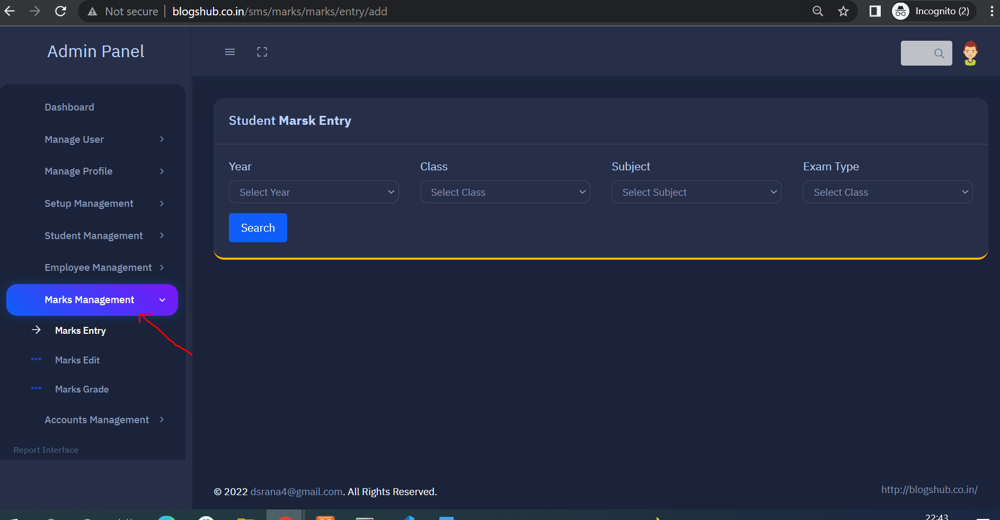 Not secure | blogshub.co.in/sms/marks/marks/entry/add
Incognito (2)
Admin Panel
Dashboard
Manage User
Manage Profile
Setup Management
Student Management
Employee Management
Marks Management
Marks Entry
Marks Edit
Marks Grade
Accounts Management
Report Interface
Student Marsk Entry
Year Class Subject Exam Type
Select Year Select Class Select Subject Select Class
Search
© 2022 dsrana4@gmail.com. All Rights Reserved.
http://blogshub.co.in/
22:43